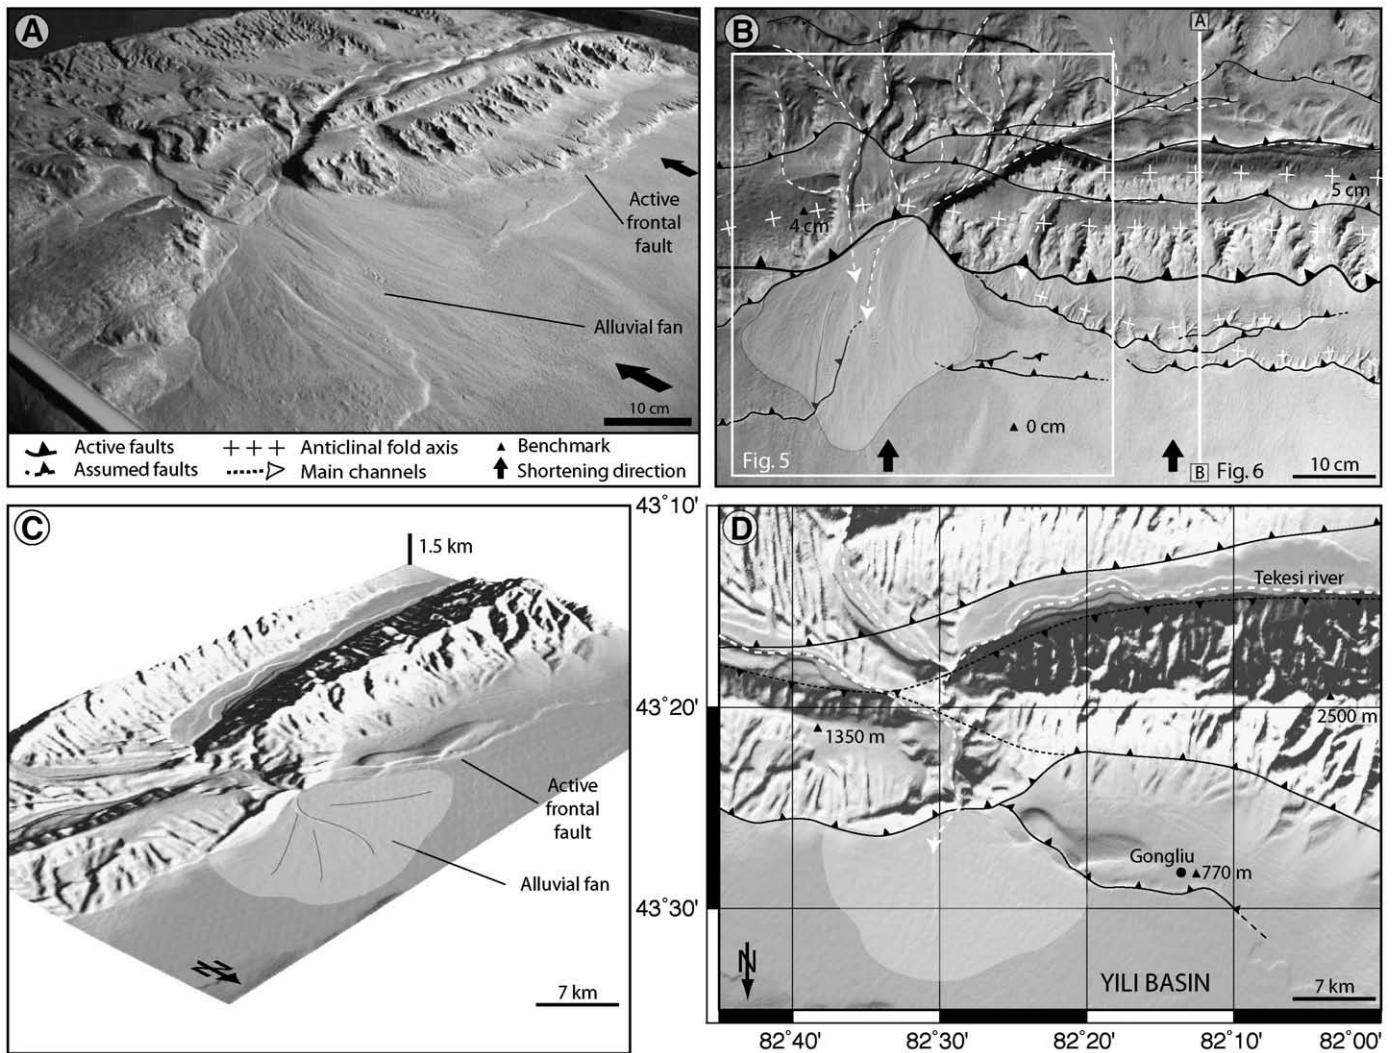 A
Active
frontal
fault
Alluvial fan
10 cm
Active faults
Assumed faults
Anticlinal fold axis
Main channels
Benchmark
Shortening direction
B
A
5 cm
4 cm
0 cm
Fig. 5
B
Fig. 6
10 cm
C
1.5 km
Active
frontal
fault
Alluvial fan
N
7 km
43°10'
43°20'
43°30'
D
Tekesi river
2500 m
1350 m
Gongliu
770 m
N
YILI BASIN
7 km
82°40'
82°30'
82°20'
82°10'
82°00'